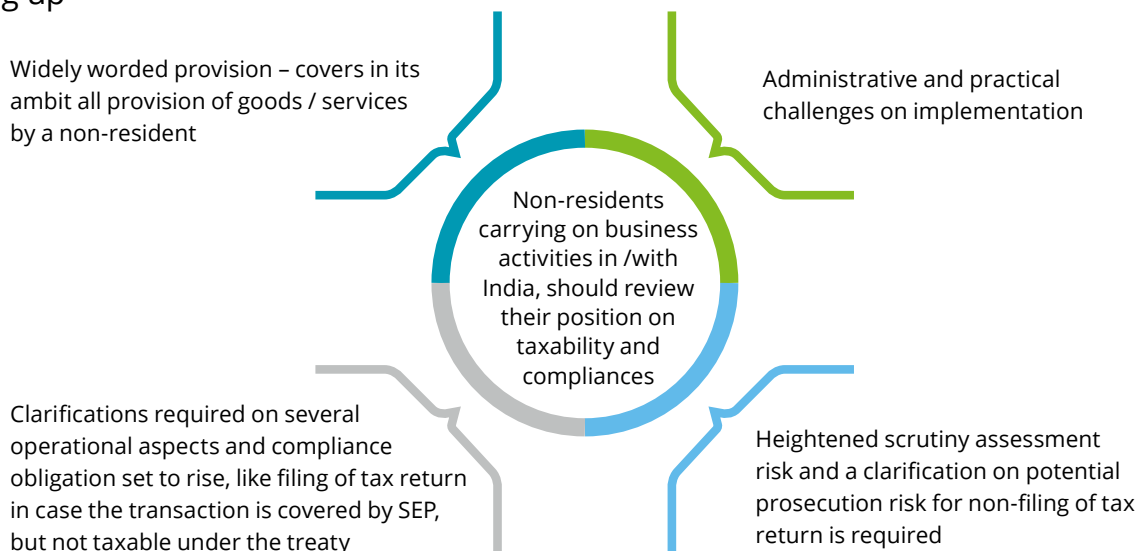 g up
Widely worded provision – covers in its
ambit all provision of goods / services
by a non-resident
Administrative and practical
challenges on implementation
Non-residents
carrying on business
activities in /with
India, should review
their position on
taxability and
compliances
Clarifications required on several
operational aspects and compliance
obligation set to rise, like filing of tax return
in case the transaction is covered by SEP,
but not taxable under the treaty
Heightened scrutiny assessment
risk and a clarification on potential
prosecution risk for non-filing of tax
return is required